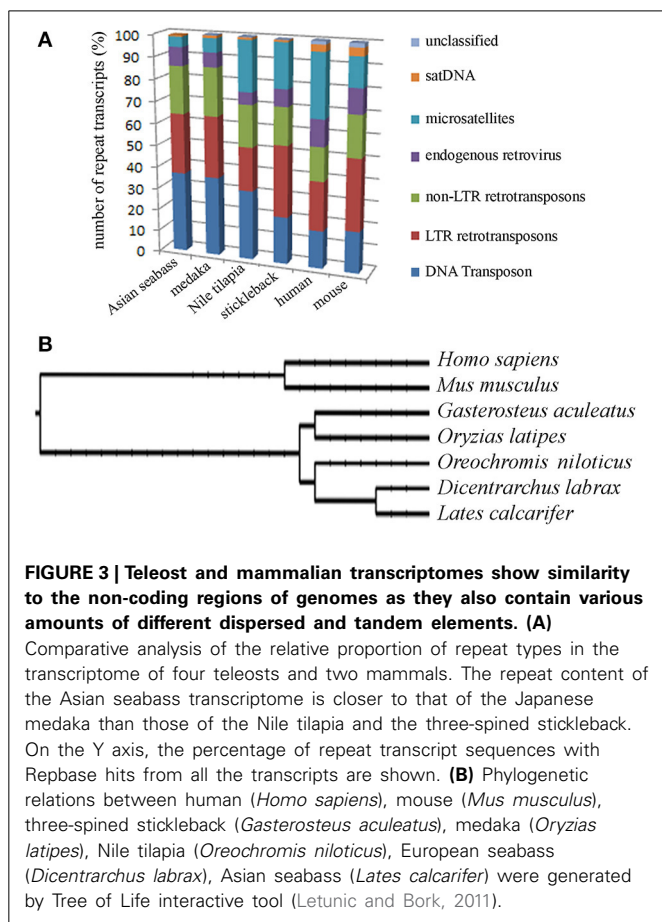 A
number of repeat transcripts (%)
100
90
80
70
60
50
40
30
20
10
0
Asian seabass
medaka
Nile tilapia
stickleback
human
mouse
unclassified
satDNA
microsatellites
endogenous retrovirus
non-LTR retrotransposons
LTR retrotransposons
DNA Transposon
B
Homo sapiens
Mus musculus
Gasterosteus aculeatus
Oryzias latipes
Oreochromis niloticus
Dicentrarchus labrax
Lates calcarifer
FIGURE 3 | Teleost and mammalian transcriptomes show similarity
to the non-coding regions of genomes as they also contain various
amounts of different dispersed and tandem elements. (A)
Comparative analysis of the relative proportion of repeat types in the
transcriptome of four teleosts and two mammals. The repeat content of
the Asian seabass transcriptome is closer to that of the Japanese
medaka than those of the Nile tilapia and the three-spined stickleback.
On the Y axis, the percentage of repeat transcript sequences with
Repbase hits from all the transcripts are shown. (B) Phylogenetic
relations between human (Homo sapiens), mouse (Mus musculus),
three-spined stickleback (Gasterosteus aculeatus), medaka (Oryzias
latipes), Nile tilapia (Oreochromis niloticus), European seabass
(Dicentrarchus labrax), Asian seabass (Lates calcarifer) were generated
by Tree of Life interactive tool (Letunic and Bork, 2011).